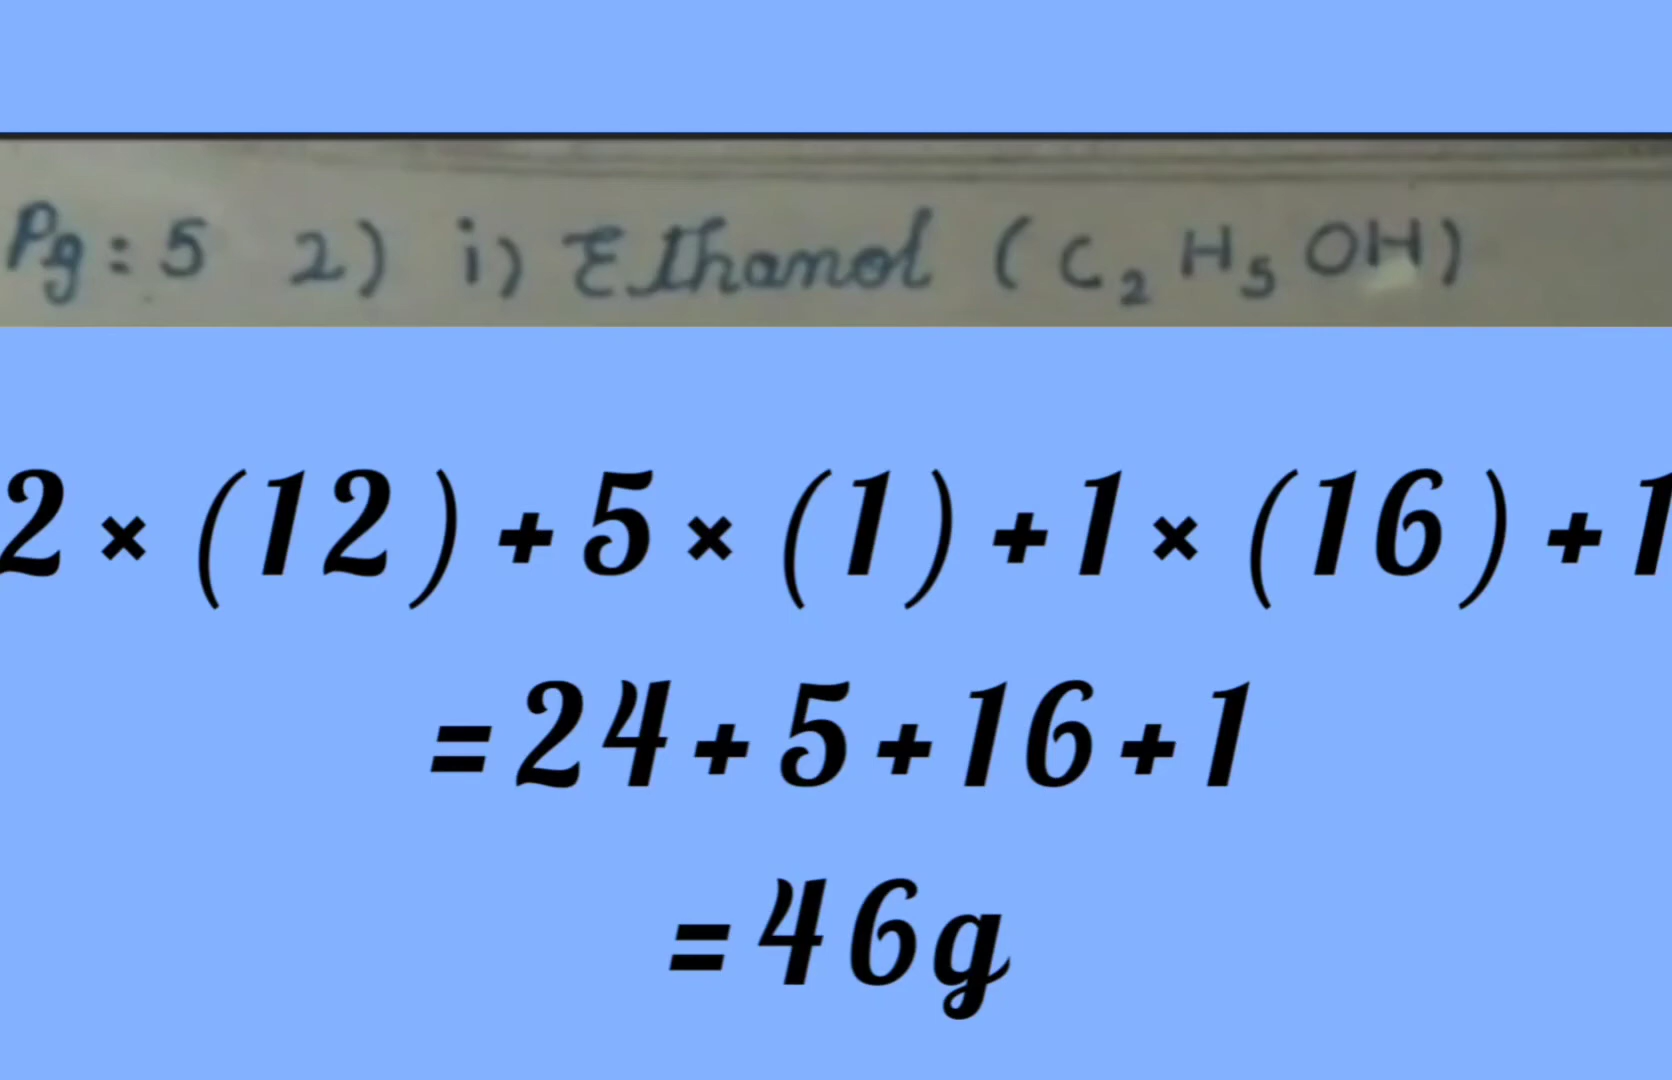 Pg: 5 2) i) Ethanol (C₂H₅OH)
2×(12)+5×(1)+1×(16)+1
=24+5+16+1
=46g